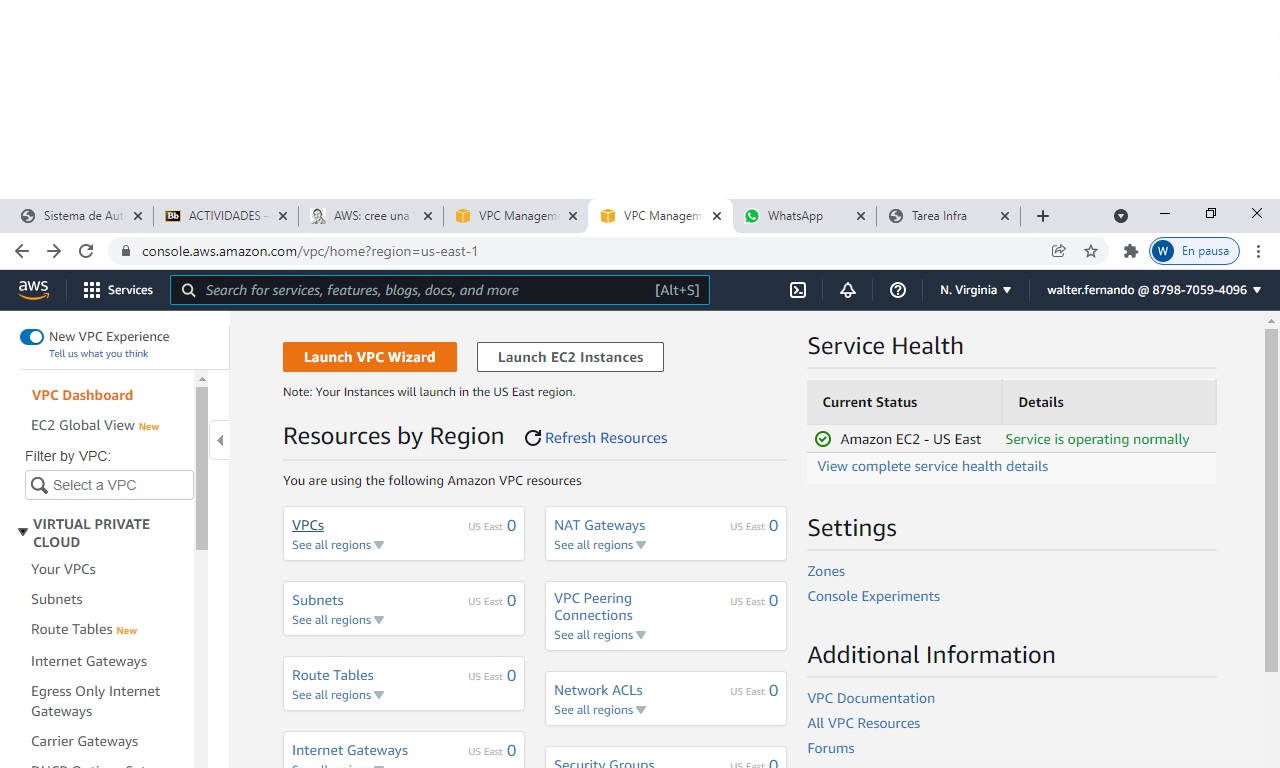 Sistema de Aut
Bb ACTIVIDADES –
AWS: cree una
VPC Managem
VPC Managem
WhatsApp
Tarea Infra
console.aws.amazon.com/vpc/home?region=us-east-1
W En pausa
aws
Services
Search for services, features, blogs, docs, and more [Alt+S]
N. Virginia
walter.fernando @ 8798-7059-4096
New VPC Experience
Tell us what you think
VPC Dashboard
EC2 Global View New
Filter by VPC:
Select a VPC
VIRTUAL PRIVATE
CLOUD
Your VPCs
Subnets
Route Tables New
Internet Gateways
Egress Only Internet
Gateways
Carrier Gateways
Launch VPC Wizard
Launch EC2 Instances
Note: Your Instances will launch in the US East region.
Resources by Region
Refresh Resources
You are using the following Amazon VPC resources
VPCs US East 0
See all regions
NAT Gateways US East 0
See all regions
Subnets US East 0
See all regions
VPC Peering US East 0
Connections
See all regions
Route Tables US East 0
See all regions
Network ACLs US East 0
See all regions
Internet Gateways US East 0
See all regions
Security Groups US East 0
Service Health
Current Status Details
Amazon EC2 - US East Service is operating normally
View complete service health details
Settings
Zones
Console Experiments
Additional Information
VPC Documentation
All VPC Resources
Forums